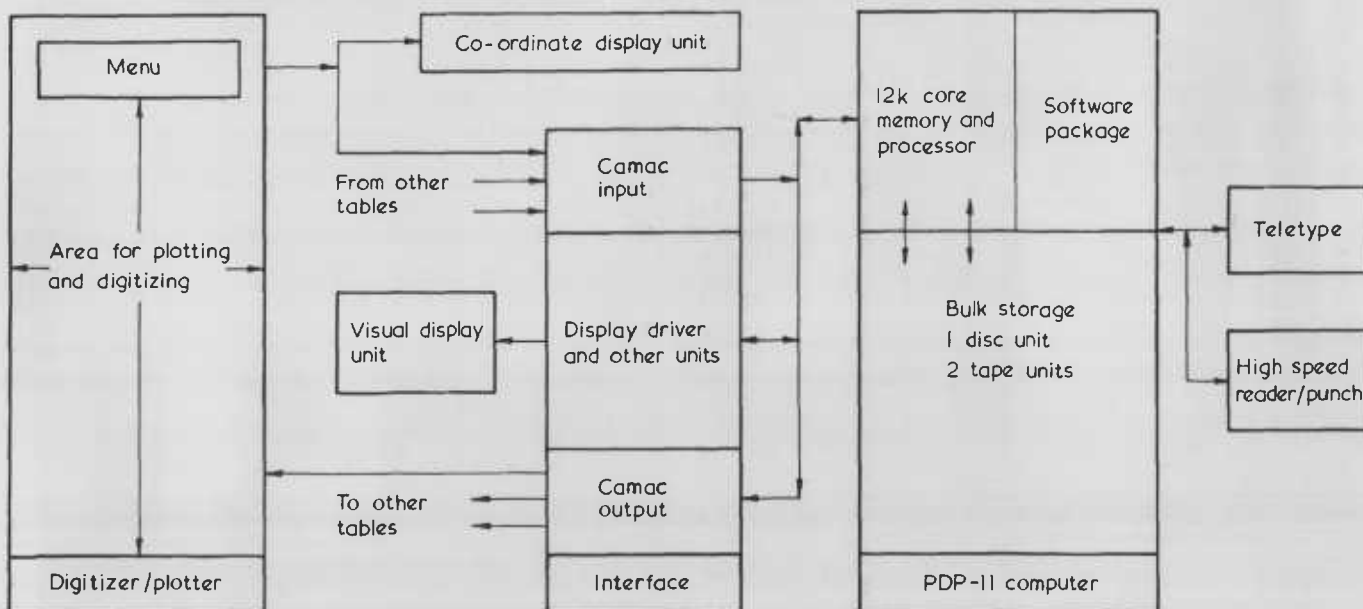 Menu
Area for plotting
and digitizing
Digitizer/plotter
Co-ordinate display unit
From other
tables
Visual display
unit
To other
tables
Camac
input
Display driver
and other units
Camac
output
Interface
12k core
memory and
processor
Software
package
Bulk storage
1 disc unit
2 tape units
PDP-11 computer
Teletype
High speed
reader/punch